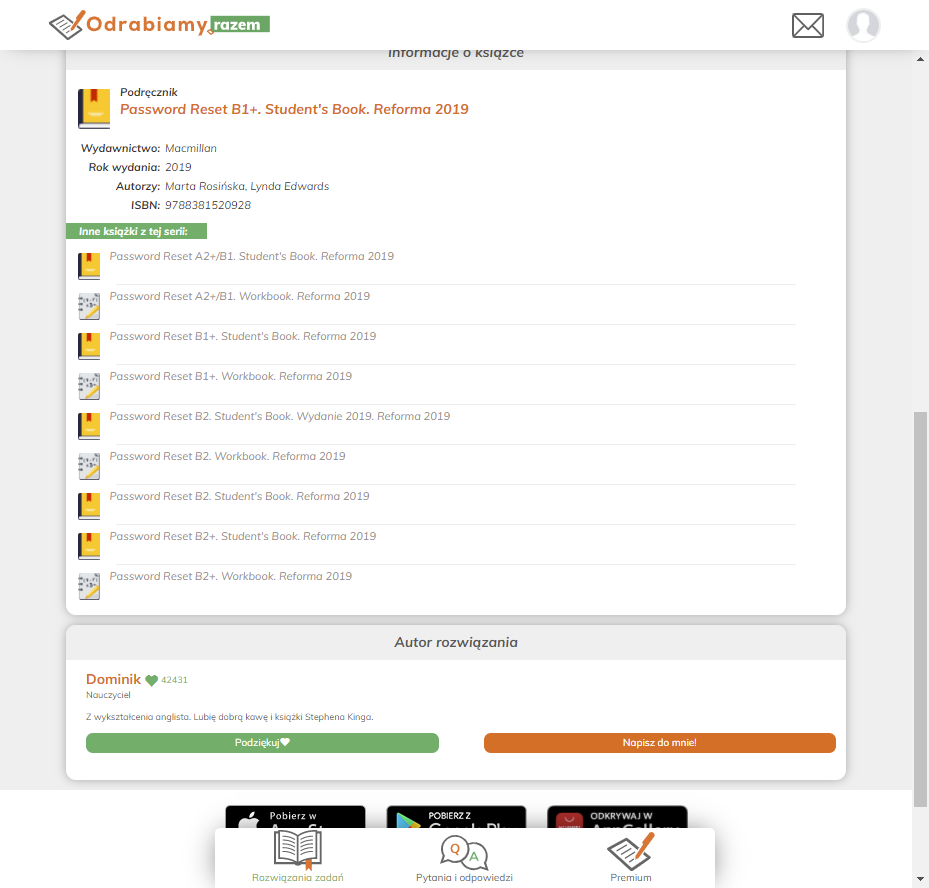 Odrabiamy.razem
Informacje o książce
Podręcznik
Password Reset B1+. Student's Book. Reforma 2019
Wydawnictwo: Macmillan
Rok wydania: 2019
Autorzy: Marta Rosińska, Lynda Edwards
ISBN: 9788381520928
Inne książki z tej serii:
Password Reset A2+/B1. Student's Book. Reforma 2019
Password Reset A2+/B1. Workbook. Reforma 2019
Password Reset B1+. Student's Book. Reforma 2019
Password Reset B1+. Workbook. Reforma 2019
Password Reset B2. Student's Book. Wydanie 2019. Reforma 2019
Password Reset B2. Workbook. Reforma 2019
Password Reset B2. Student's Book. Reforma 2019
Password Reset B2+. Student's Book. Reforma 2019
Password Reset B2+. Workbook. Reforma 2019
Autor rozwiązania
Dominik 42431
Nauczyciel
Z wykształcenia anglista. Lubię dobrą kawę i książki Stephena Kinga.
Podziękuj
Napisz do mnie!
Pobierz w
POBIERZ Z
ODKRYWAJ W
Q
A
Rozwiązania zadań
Pytania i odpowiedzi
Premium